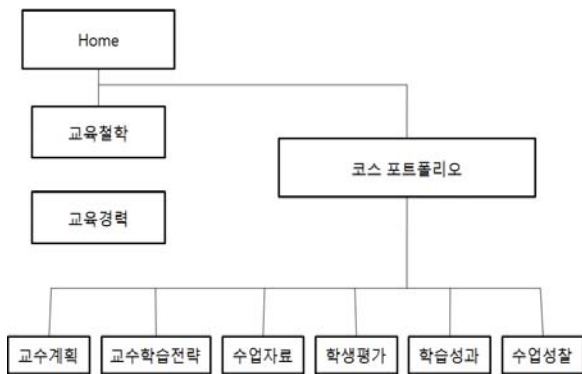 Home
교육철학
코스 포트폴리오
교육경력
교수계획
교수학습전략
수업자료
학생평가
학습성과
수업성찰